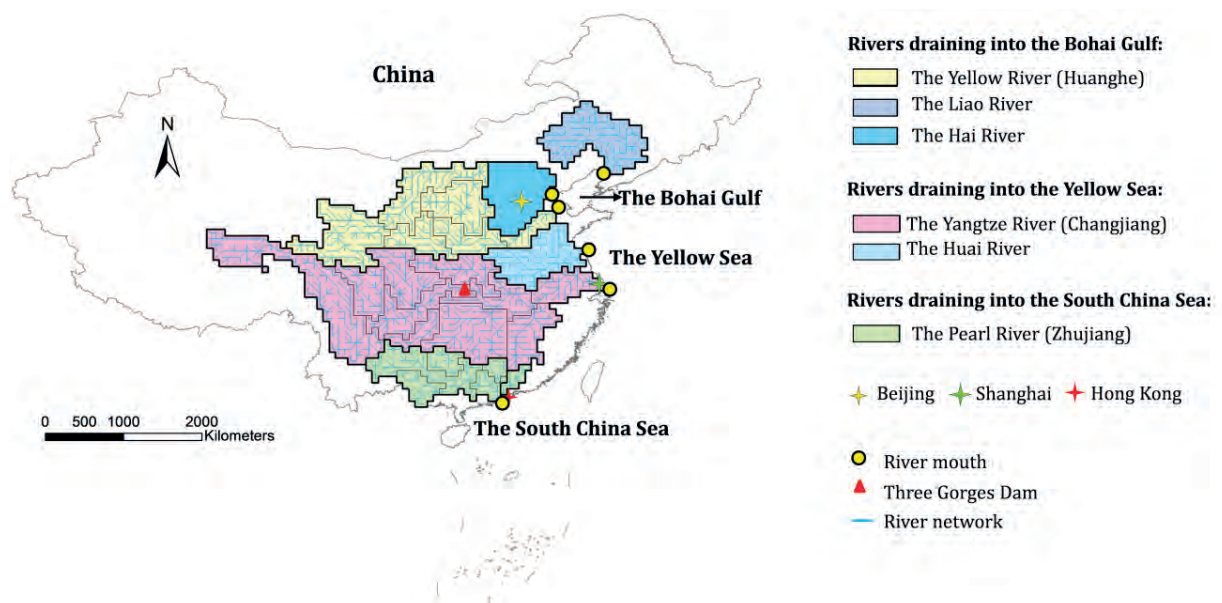 China
N
The Bohai Gulf
The Yellow Sea
The South China Sea
0 500 1000 2000
Kilometers
Rivers draining into the Bohai Gulf:
The Yellow River (Huanghe)
The Liao River
The Hai River
Rivers draining into the Yellow Sea:
The Yangtze River (Changjiang)
The Huai River
Rivers draining into the South China Sea:
The Pearl River (Zhujiang)
Beijing Shanghai Hong Kong
River mouth
Three Gorges Dam
River network